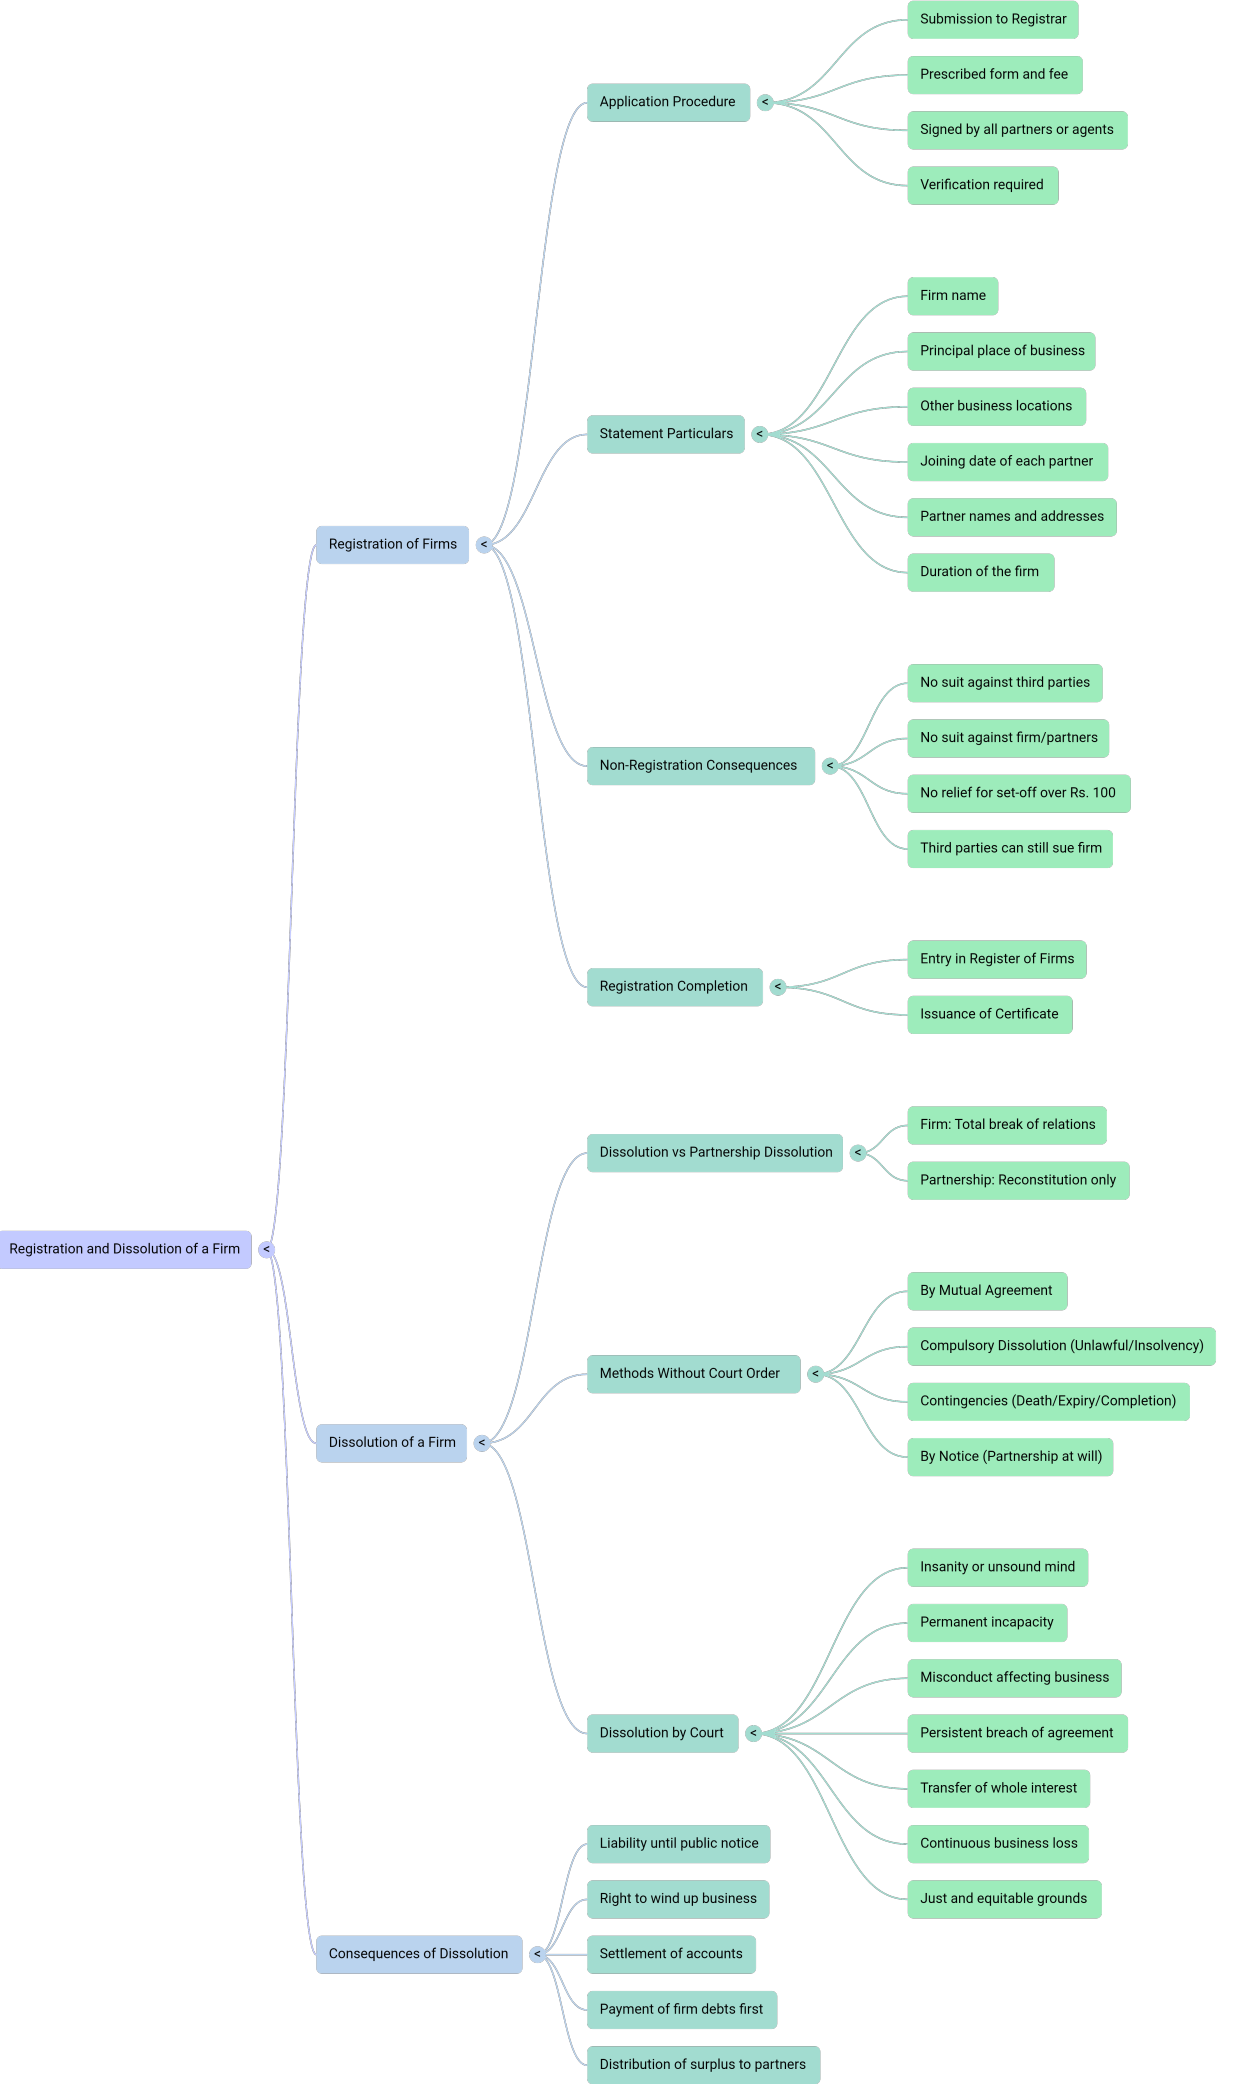 Registration and Dissolution of a Firm
<
Registration of Firms
<
Application Procedure
<
Submission to Registrar
Prescribed form and fee
Signed by all partners or agents
Verification required
Statement Particulars
<
Firm name
Principal place of business
Other business locations
Joining date of each partner
Partner names and addresses
Duration of the firm
Non-Registration Consequences
<
No suit against third parties
No suit against firm/partners
No relief for set-off over Rs. 100
Third parties can still sue firm
Registration Completion
<
Entry in Register of Firms
Issuance of Certificate
Dissolution of a Firm
<
Dissolution vs Partnership Dissolution
<
Firm: Total break of relations
Partnership: Reconstitution only
Methods Without Court Order
<
By Mutual Agreement
Compulsory Dissolution (Unlawful/Insolvency)
Contingencies (Death/Expiry/Completion)
By Notice (Partnership at will)
Dissolution by Court
<
Insanity or unsound mind
Permanent incapacity
Misconduct affecting business
Persistent breach of agreement
Transfer of whole interest
Continuous business loss
Just and equitable grounds
Consequences of Dissolution
<
Liability until public notice
Right to wind up business
Settlement of accounts
Payment of firm debts first
Distribution of surplus to partners